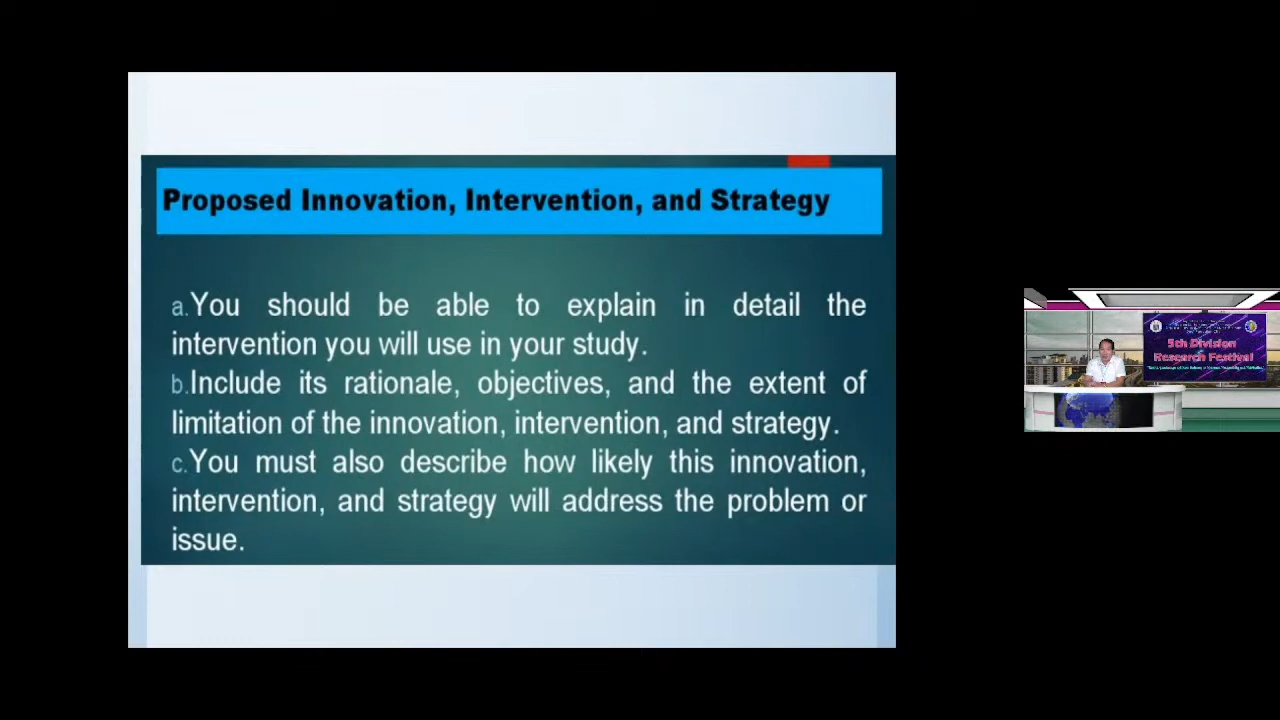 Proposed Innovation, Intervention, and Strategy
a.You should be able to explain in detail the
intervention you will use in your study.
b.Include its rationale, objectives, and the extent of
limitation of the innovation, intervention, and strategy.
c.You must also describe how likely this innovation,
intervention, and strategy will address the problem or
issue.
5th Division
Research Festival